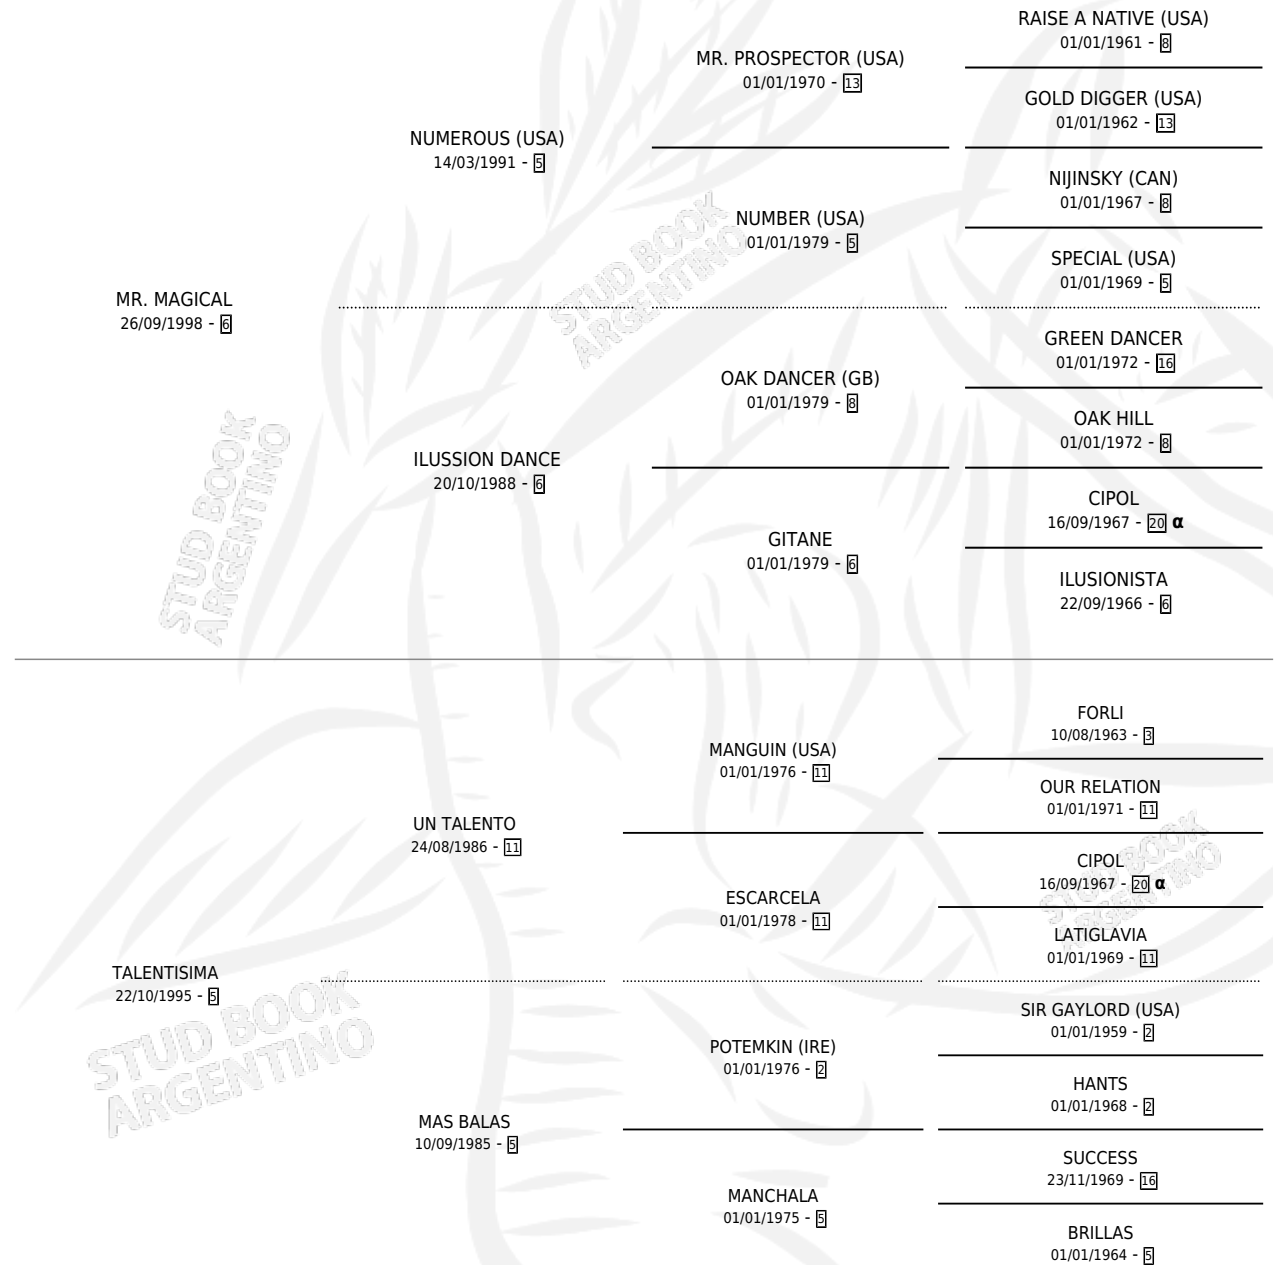 RAISE A NATIVE (USA)
01/01/1961 - 8
MR. PROSPECTOR (USA)
01/01/1970 - 13
GOLD DIGGER (USA)
01/01/1962 - 13
NUMEROUS (USA)
14/03/1991 - 5
NIJINSKY (CAN)
01/01/1967 - 8
NUMBER (USA)
01/01/1979 - 5
SPECIAL (USA)
01/01/1969 - 5
MR. MAGICAL
26/09/1998 - 6
GREEN DANCER
01/01/1972 - 16
OAK DANCER (GB)
01/01/1979 - 8
OAK HILL
01/01/1972 - 8
ILUSSION DANCE
20/10/1988 - 6
CIPOL
16/09/1967 - 20 α
GITANE
01/01/1979 - 6
ILUSIONISTA
22/09/1966 - 6
FORLI
10/08/1963 - 3
MANGUIN (USA)
01/01/1976 - 11
OUR RELATION
01/01/1971 - 11
UN TALENTO
24/08/1986 - 11
CIPOL
16/09/1967 - 20 α
ESCARCELA
01/01/1978 - 11
LATIGLAVIA
01/01/1969 - 11
TALENTISIMA
22/10/1995 - 5
SIR GAYLORD (USA)
01/01/1959 - 2
POTEMKIN (IRE)
01/01/1976 - 2
HANTS
01/01/1968 - 2
MAS BALAS
10/09/1985 - 5
SUCCESS
23/11/1969 - 16
MANCHALA
01/01/1975 - 5
BRILLAS
01/01/1964 - 5
STUD BOOK
ARGENTINO
STUD BOOK
ARGENTINO
STUD BOOK
ARGENTINO
STUD BOOK
ARGENTINO